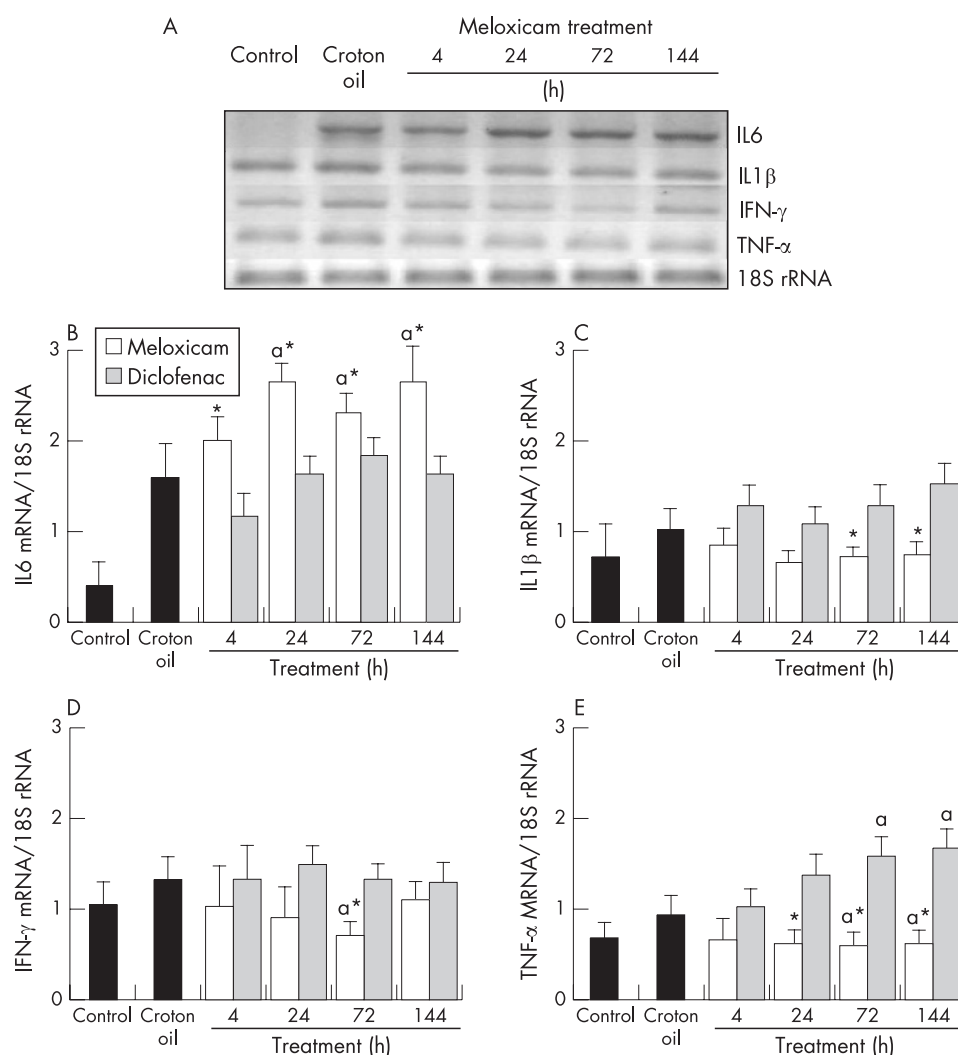 A
Meloxicam treatment
Control
Croton
oil
4
24
72
144
(h)
IL6
IL1β
IFN-γ
TNF-α
18S rRNA
B
Meloxicam
Diclofenac
IL6 mRNA/18S rRNA
3
2
1
0
*
a*
a*
a*
Control
Croton
oil
4
24
72
144
Treatment (h)
C
IL1β mRNA/18S rRNA
3
2
1
0
*
*
Control
Croton
oil
4
24
72
144
Treatment (h)
D
IFN-γ mRNA/18S rRNA
3
2
1
0
a*
Control
Croton
oil
4
24
72
144
Treatment (h)
E
TNF-α MRNA/18S rRNA
3
2
1
0
*
a*
a
a*
a
Control
Croton
oil
4
24
72
144
Treatment (h)